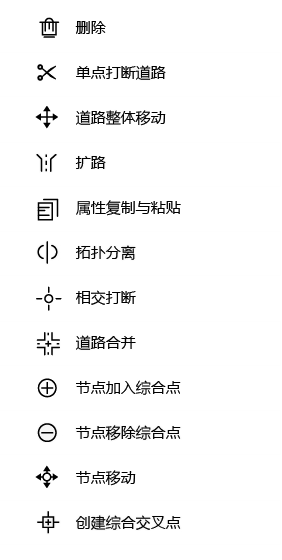 删除
单点打断道路
道路整体移动
扩路
属性复制与粘贴
拓扑分离
相交打断
道路合并
节点加入综合点
节点移除综合点
节点移动
创建综合交叉点